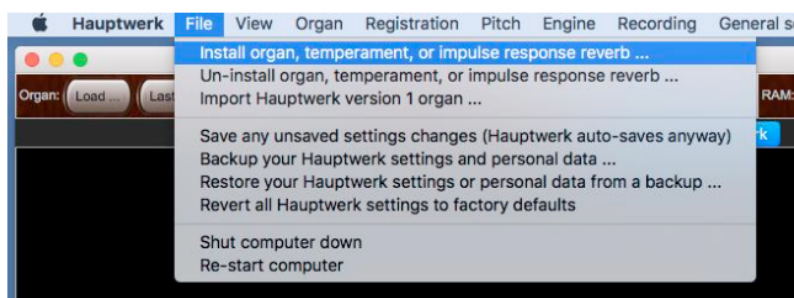 Hauptwerk File View Organ Registration Pitch Engine Recording General s
Install organ, temperament, or impulse response reverb ...
Un-install organ, temperament, or impulse response reverb ...
Organ: Load ... Last RAM:
Import Hauptwerk version 1 organ ...
Save any unsaved settings changes (Hauptwerk auto-saves anyway)
Backup your Hauptwerk settings and personal data ...
Restore your Hauptwerk settings or personal data from a backup ...
Revert all Hauptwerk settings to factory defaults
Shut computer down
Re-start computer